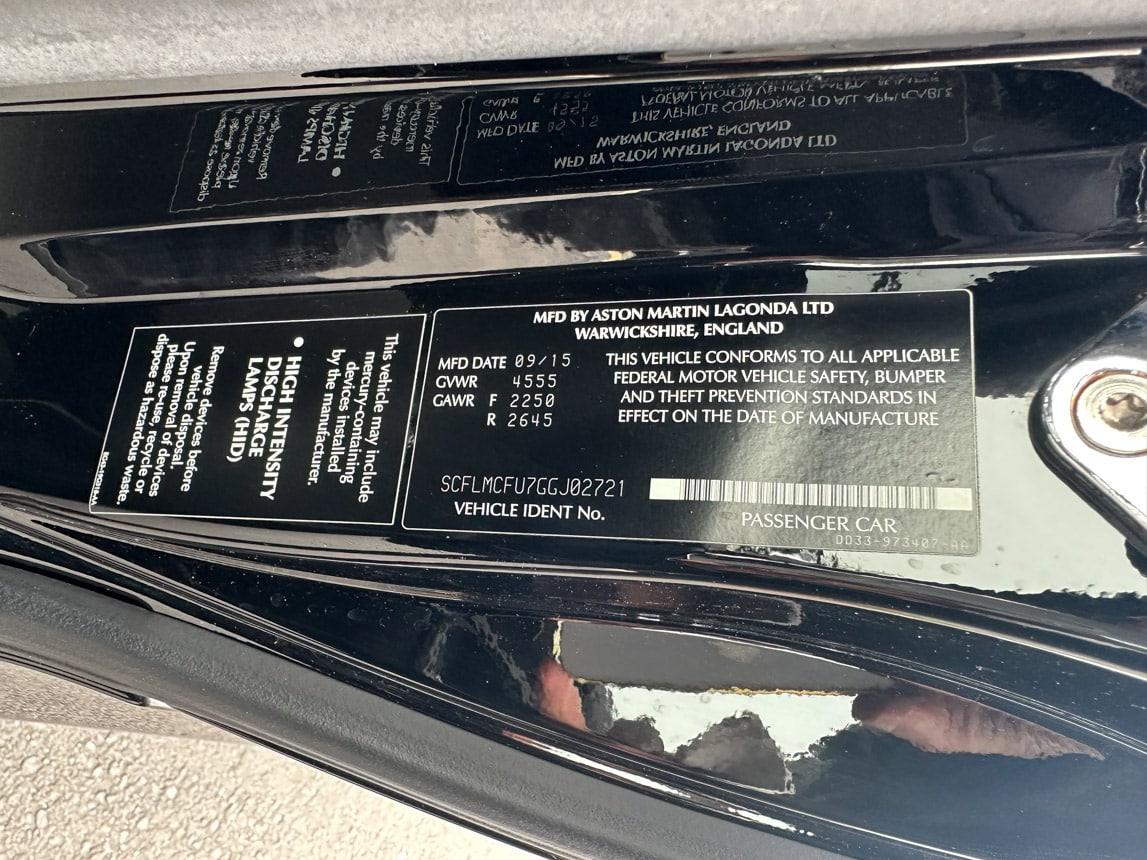 MFD BY ASTON MARTIN LAGONDA LTD
WARWICKSHIRE, ENGLAND
MFD DATE 09/15
GVWR 4555
GAWR F 2250
R 2645
THIS VEHICLE CONFORMS TO ALL APPLICABLE
FEDERAL MOTOR VEHICLE SAFETY, BUMPER
AND THEFT PREVENTION STANDARDS IN
EFFECT ON THE DATE OF MANUFACTURE
SCFLMCFU7GGJ02721
VEHICLE IDENT No.
PASSENGER CAR
DD33-973407-AA
This vehicle may include
mercury-containing
devices installed
by the manufacturer.
• HIGH INTENSITY
DISCHARGE
LAMPS (HID)
Remove devices before
vehicle disposal.
Upon removal of devices
please re-use, recycle or
dispose as hazardous waste.